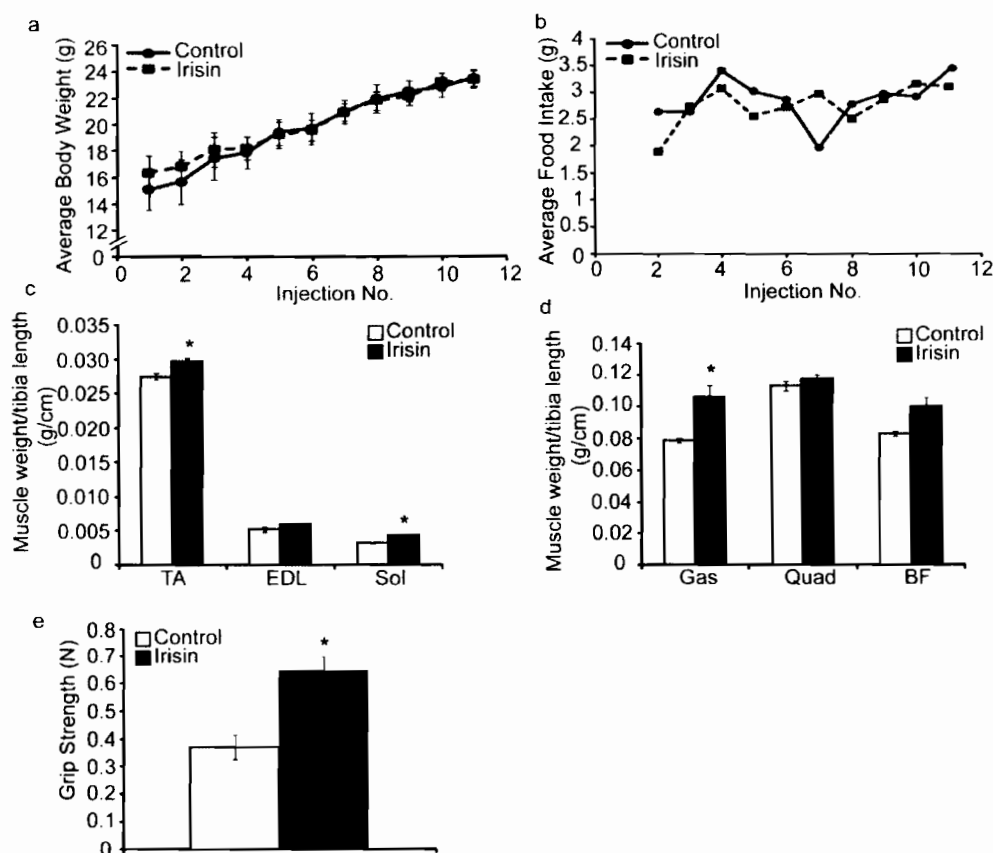 a
Average Body Weight (g)
26
24
22
20
18
16
14
12
0
Control
Irisin
0 2 4 6 8 10 12
Injection No.
b
Average Food Intake (g)
4
3.5
3
2.5
2
1.5
1
0.5
0
Control
Irisin
0 2 4 6 8 10 12
Injection No.
c
Muscle weight/tibia length
(g/cm)
0.035
0.030
0.025
0.020
0.015
0.010
0.005
0
Control
Irisin
*
*
TA EDL Sol
d
Muscle weight/tibia length
(g/cm)
0.14
0.12
0.10
0.08
0.06
0.04
0.02
0
Control
Irisin
*
Gas Quad BF
e
Grip Strength (N)
0.8
0.7
0.6
0.5
0.4
0.3
0.2
0.1
0
Control
Irisin
*